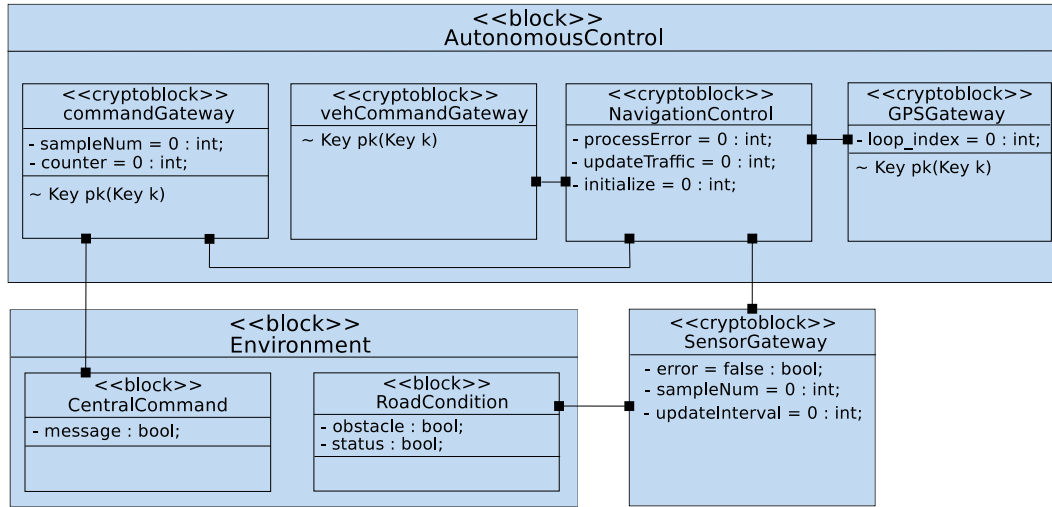 <<block>>
AutonomousControl
<<cryptoblock>>
commandGateway
- sampleNum = 0 : int;
- counter = 0 : int;
~ Key pk(Key k)
<<cryptoblock>>
vehCommandGateway
~ Key pk(Key k)
<<cryptoblock>>
NavigationControl
- processError = 0 : int;
- updateTraffic = 0 : int;
- initialize = 0 : int;
<<cryptoblock>>
GPSGateway
- loop_index = 0 : int;
~ Key pk(Key k)
<<block>>
Environment
<<block>>
CentralCommand
- message : bool;
<<block>>
RoadCondition
- obstacle : bool;
- status : bool;
<<cryptoblock>>
SensorGateway
- error = false : bool;
- sampleNum = 0 : int;
- updateInterval = 0 : int;